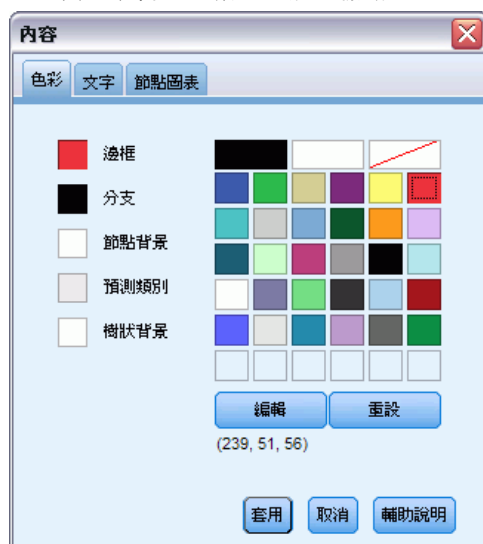 內容
色彩 文字 節點圖表
邊框
分支
節點背景
預測類別
樹狀背景
編輯 重設
(239, 51, 56)
套用 取消 輔助說明